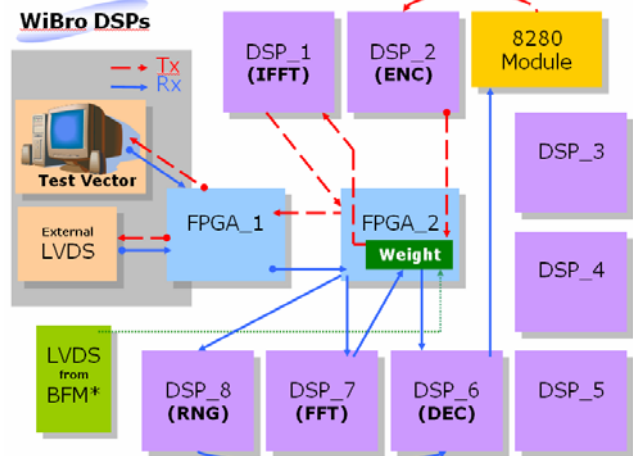 WiBro DSPs
Tx
Rx
Test Vector
External
LVDS
LVDS
from
BFM*
DSP_1
(IFFT)
DSP_2
(ENC)
8280
Module
DSP_3
FPGA_1
FPGA_2
Weight
DSP_4
DSP_8
(RNG)
DSP_7
(FFT)
DSP_6
(DEC)
DSP_5